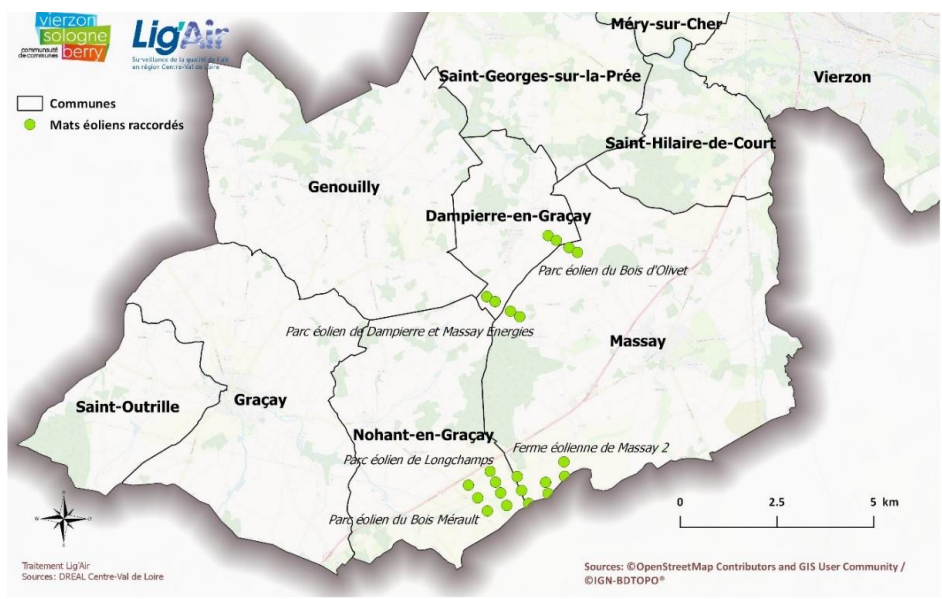 vierzon
sologne
berry
communauté
de communes
Lig'Air
Surveillance de la qualité de l'air
en région Centre-Val de Loire
Communes
Mats éoliens raccordés
Méry-sur-Cher
Saint-Georges-sur-la-Prée
Vierzon
Saint-Hilaire-de-Court
Genouilly
Dampierre-en-Graçay
Parc éolien du Bois d'Olivet
Parc éolien de Dampierre et Massay Energies
Massay
Saint-Outrille
Graçay
Nohant-en-Graçay
Ferme éolienne de Massay 2
Parc éolien de Longchamps
Parc éolien du Bois Mérault
N
O
S
0 2.5 5 km
Traitement Lig'Air
Sources : DREAL Centre-Val de Loire
Sources: ©OpenStreetMap Contributors and GIS User Community /
©IGN-BDTOPO®